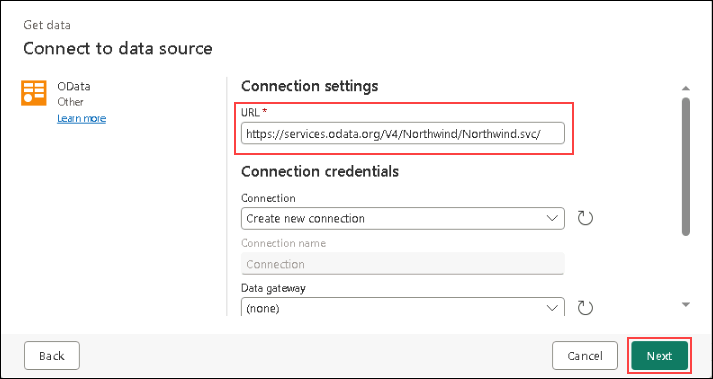 Get data
Connect to data source
OData
Other
Learn more
Connection settings
URL *
https://services.odata.org/V4/Northwind/Northwind.svc/
Connection credentials
Connection
Create new connection
Connection name
Connection
Data gateway
(none)
Back
Cancel
Next